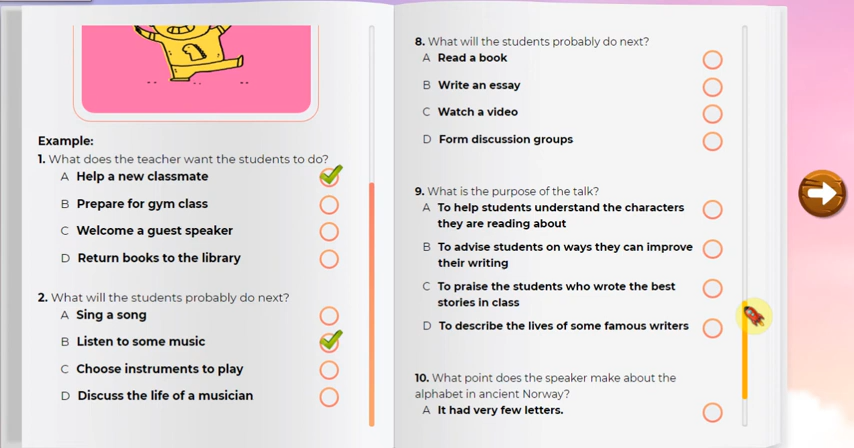 Example:
1. What does the teacher want the students to do?
A Help a new classmate
B Prepare for gym class
C Welcome a guest speaker
D Return books to the library
2. What will the students probably do next?
A Sing a song
B Listen to some music
C Choose instruments to play
D Discuss the life of a musician
8. What will the students probably do next?
A Read a book
B Write an essay
C Watch a video
D Form discussion groups
9. What is the purpose of the talk?
A To help students understand the characters
they are reading about
B To advise students on ways they can improve
their writing
C To praise the students who wrote the best
stories in class
D To describe the lives of some famous writers
10. What point does the speaker make about the
alphabet in ancient Norway?
A It had very few letters.